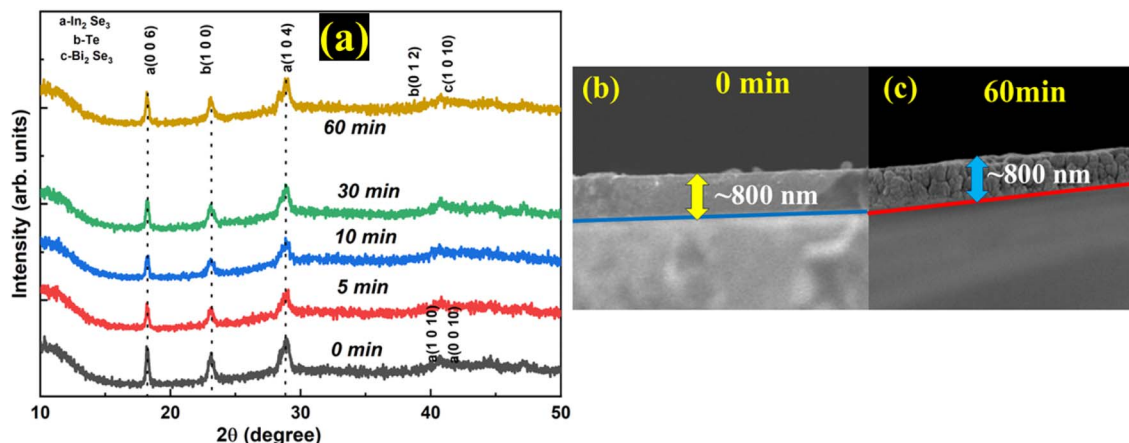 a-In2 Se3
b-Te
c-Bi2 Se3
(a)
a(0 0 6)
b(1 0 0)
a(1 0 4)
b(0 1 2)
c(1 0 10)
60 min
30 min
10 min
5 min
0 min
a(1 0 10)
a(0 0 10)
Intensity (arb. units)
10
20
30
40
50
2θ (degree)
(b)
0 min
~800 nm
(c)
60min
~800 nm